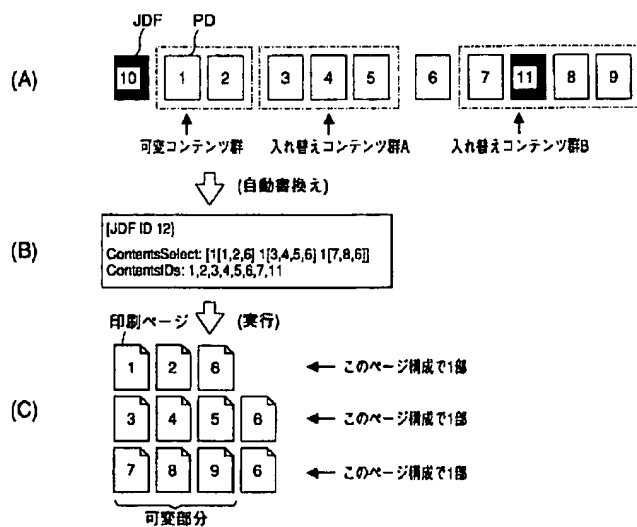 JDF PD
(A)
10 1 2 3 4 5 6 7 11 8 9
可変コンテンツ群 入れ替えコンテンツ群A 入れ替えコンテンツ群B
(自動書換え)
(B)
[JDF ID 12]
ContentsSelect: [1[1,2,6] 1[3,4,5,6] 1[7,8,6]]
ContentsIDs: 1,2,3,4,5,6,7,11
印刷ページ (実行)
(C)
1 2 6 このページ構成で1部
3 4 5 6 このページ構成で1部
7 8 9 6 このページ構成で1部
可変部分